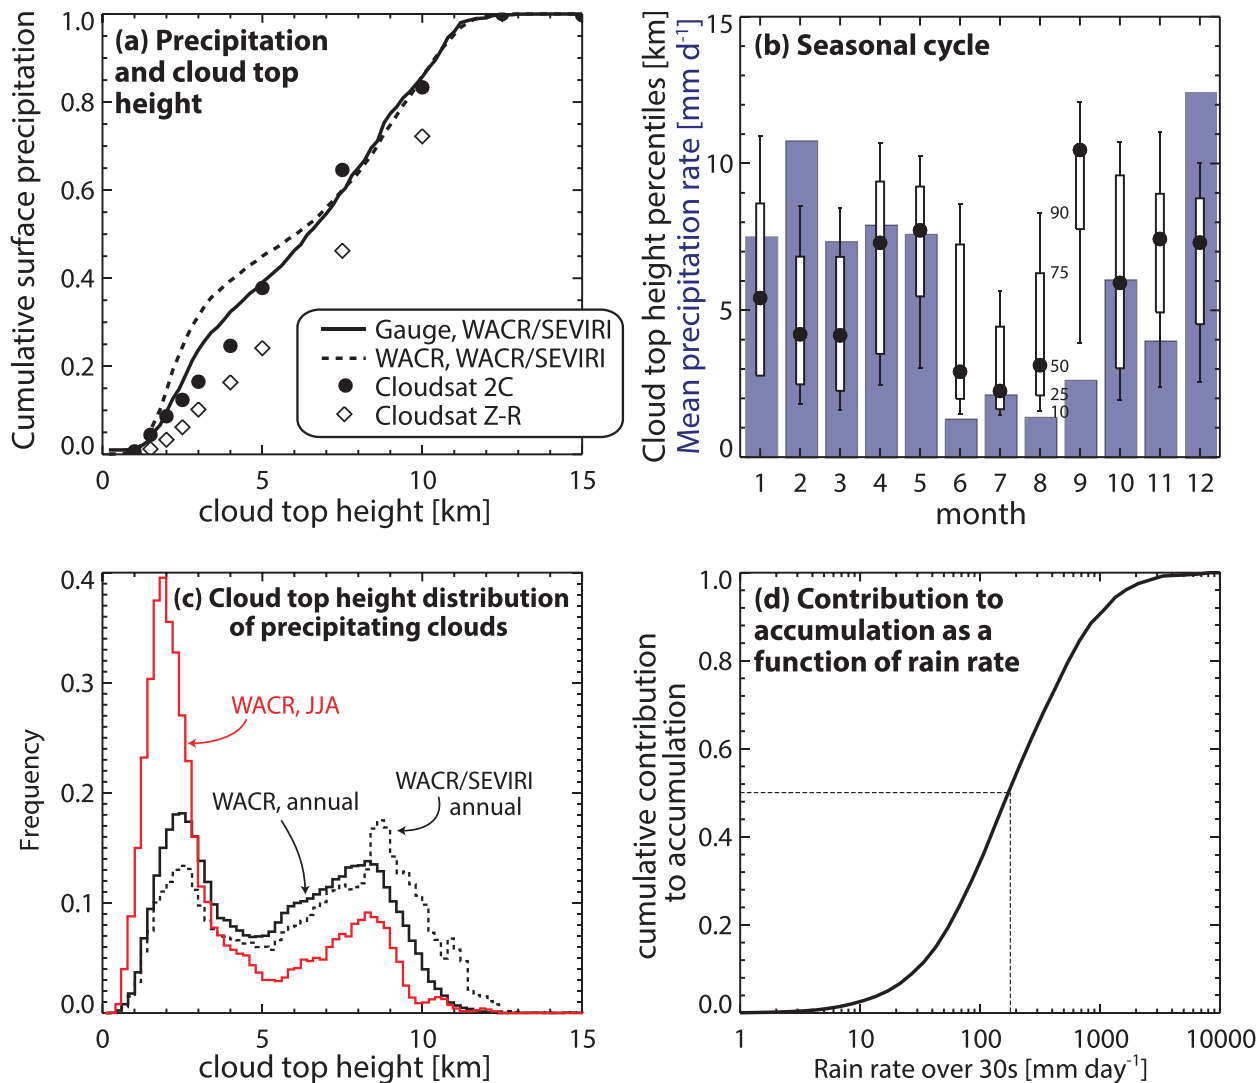 (a) Precipitation
and cloud top
height
Cumulative surface precipitation
1.0
0.8
0.6
0.4
0.2
0.0
Gauge, WACR/SEVIRI
WACR, WACR/SEVIRI
Cloudsat 2C
Cloudsat Z-R
0 5 10 15
cloud top height [km]
(b) Seasonal cycle
Cloud top height percentiles [km]
Mean precipitation rate [mm d-1]
15
10
5
0
90
75
50
25
10
1 2 3 4 5 6 7 8 9 10 11 12
month
(c) Cloud top height distribution
of precipitating clouds
Frequency
0.4
0.3
0.2
0.1
0.0
WACR, JJA
WACR, annual
WACR/SEVIRI
annual
0 5 10 15
cloud top height [km]
(d) Contribution to
accumulation as a
function of rain rate
cumulative contribution
to accumulation
1.0
0.8
0.6
0.4
0.2
0.0
1 10 100 1000 10000
Rain rate over 30s [mm day-1]